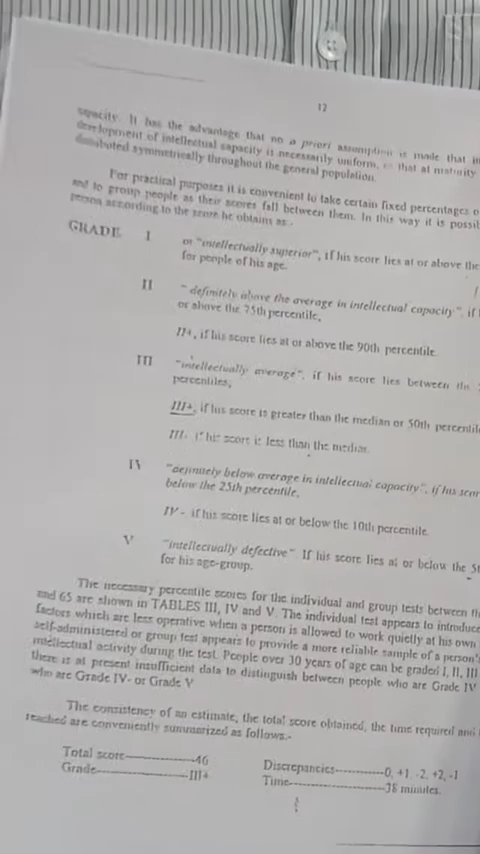 12
capacity. It has the advantage that no a priori assumption is made that
development of intellectual capacity is necessarily uniform, or that at maturity
distributed symmetrically throughout the general population.
For practical purposes it is convenient to take certain fixed percentages
and to group people as their scores fall between them. In this way it is
person according to the score he obtains as.-
GRADE I or "intellectually superior", if his score lies at or above the
for people of his age.
II "definitely above the average in intellectual capacity", if
or above the 75th percentile,
II+, if his score lies at or above the 90th percentile
III "intellectually average", if his score lies between the
percentiles,
III+, if his score is greater than the median or 50th
III- if his score is less than the median.
IV "definitely below average in intellectual capacity", if his
below the 25th percentile,
IV - if his score lies at or below the 10th percentile.
V "intellectually defective" If his score lies at or below the
for his age-group.
The necessary percentile scores for the individual and group tests between
and 65 are shown in TABLES III, IV and V. The individual test appears to introduce
factors which are less operative when a person is allowed to work quietly at his own
self-administered or group test appears to provide a more reliable sample of a person's
intellectual activity during the test. People over 30 years of age can be graded I, II, III
there is at present insufficient data to distinguish between people who are Grade IV
who are Grade IV- or Grade V
The consistency of an estimate, the total score obtained, the time required and
reached are conveniently summarized as follows.-
Total score---------------46 Discrepancies-----------0, +1, -2, +2, -1
Grade--------------------III+ Time-----------------------38 minutes.